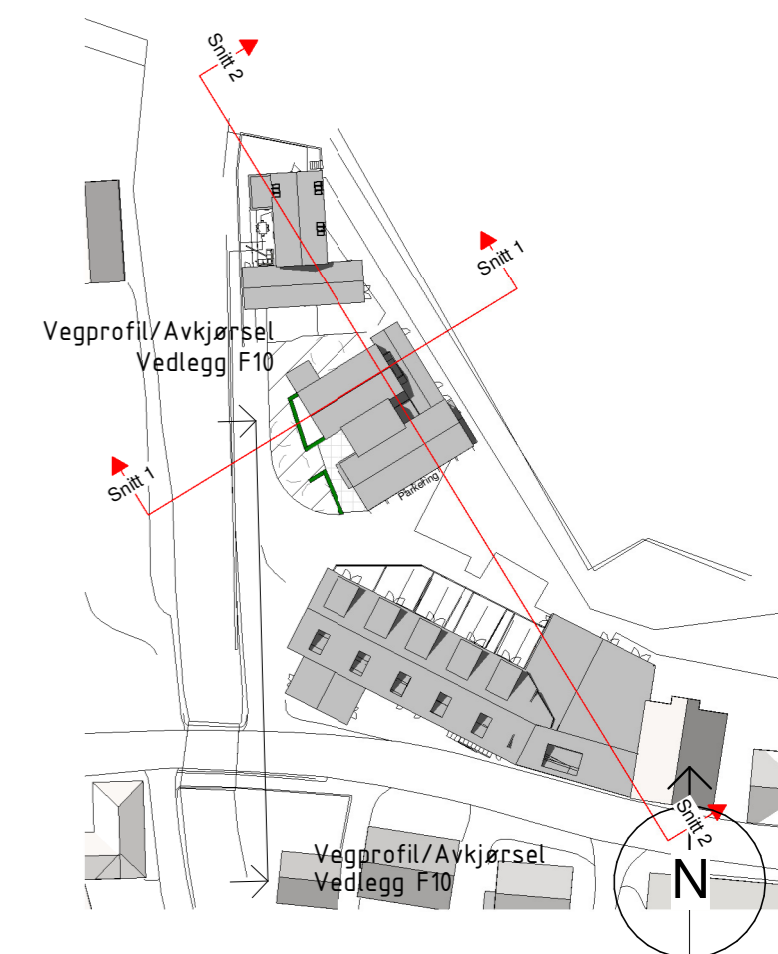 Snitt 2
Snitt 1
Vegprofil/Avkjørsel
Vedlegg F10
Snitt 1
Parkering
Snitt 2
Vegprofil/Avkjørsel
Vedlegg F10
N